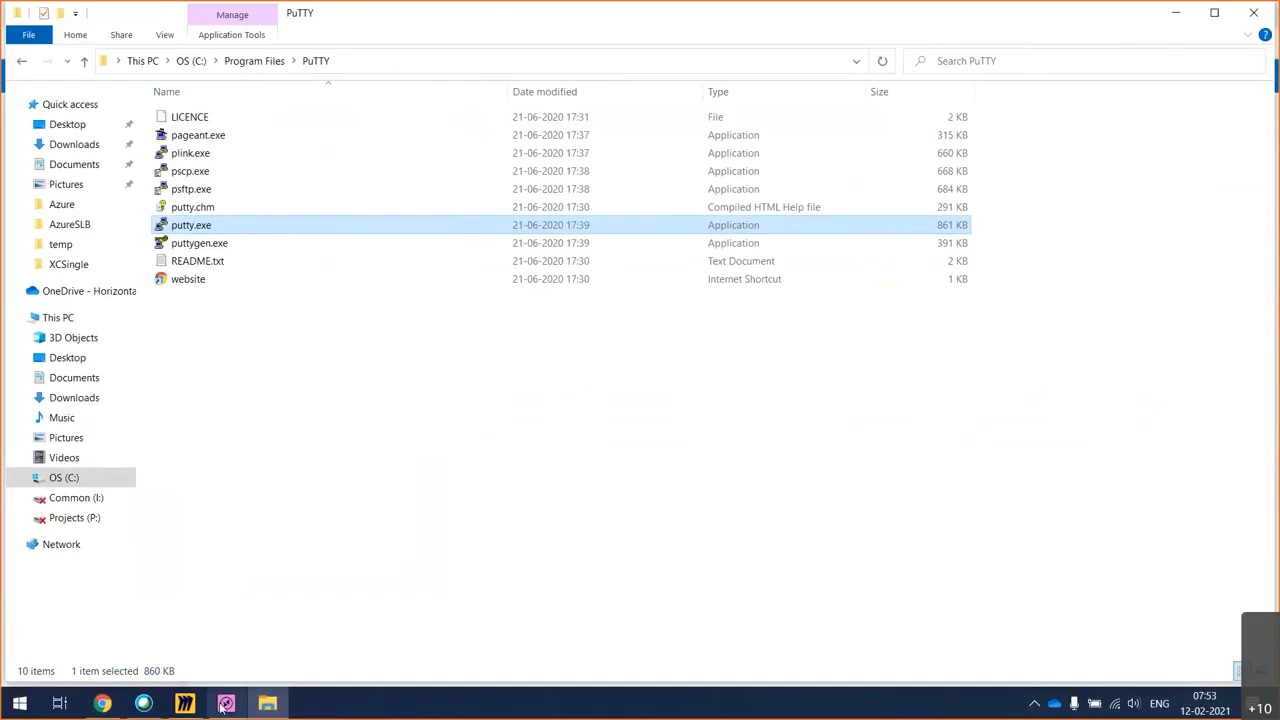 Manage
PuTTY
File
Home
Share
View
Application Tools
This PC
OS (C:)
Program Files
PuTTY
Search PuTTY
Name
Date modified
Type
Size
Quick access
Desktop
Downloads
Documents
Pictures
Azure
AzureSLB
temp
XCSingle
OneDrive - Horizonta
This PC
3D Objects
Desktop
Documents
Downloads
Music
Pictures
Videos
OS (C:)
Common (I:)
Projects (P:)
Network
LICENCE 21-06-2020 17:31 File 2 KB
pageant.exe 21-06-2020 17:37 Application 315 KB
plink.exe 21-06-2020 17:37 Application 660 KB
pscp.exe 21-06-2020 17:38 Application 668 KB
psftp.exe 21-06-2020 17:38 Application 684 KB
putty.chm 21-06-2020 17:30 Compiled HTML Help file 291 KB
putty.exe 21-06-2020 17:39 Application 861 KB
puttygen.exe 21-06-2020 17:39 Application 391 KB
README.txt 21-06-2020 17:30 Text Document 2 KB
website 21-06-2020 17:30 Internet Shortcut 1 KB
10 items 1 item selected 860 KB
ENG
07:53
12-02-2021
+10